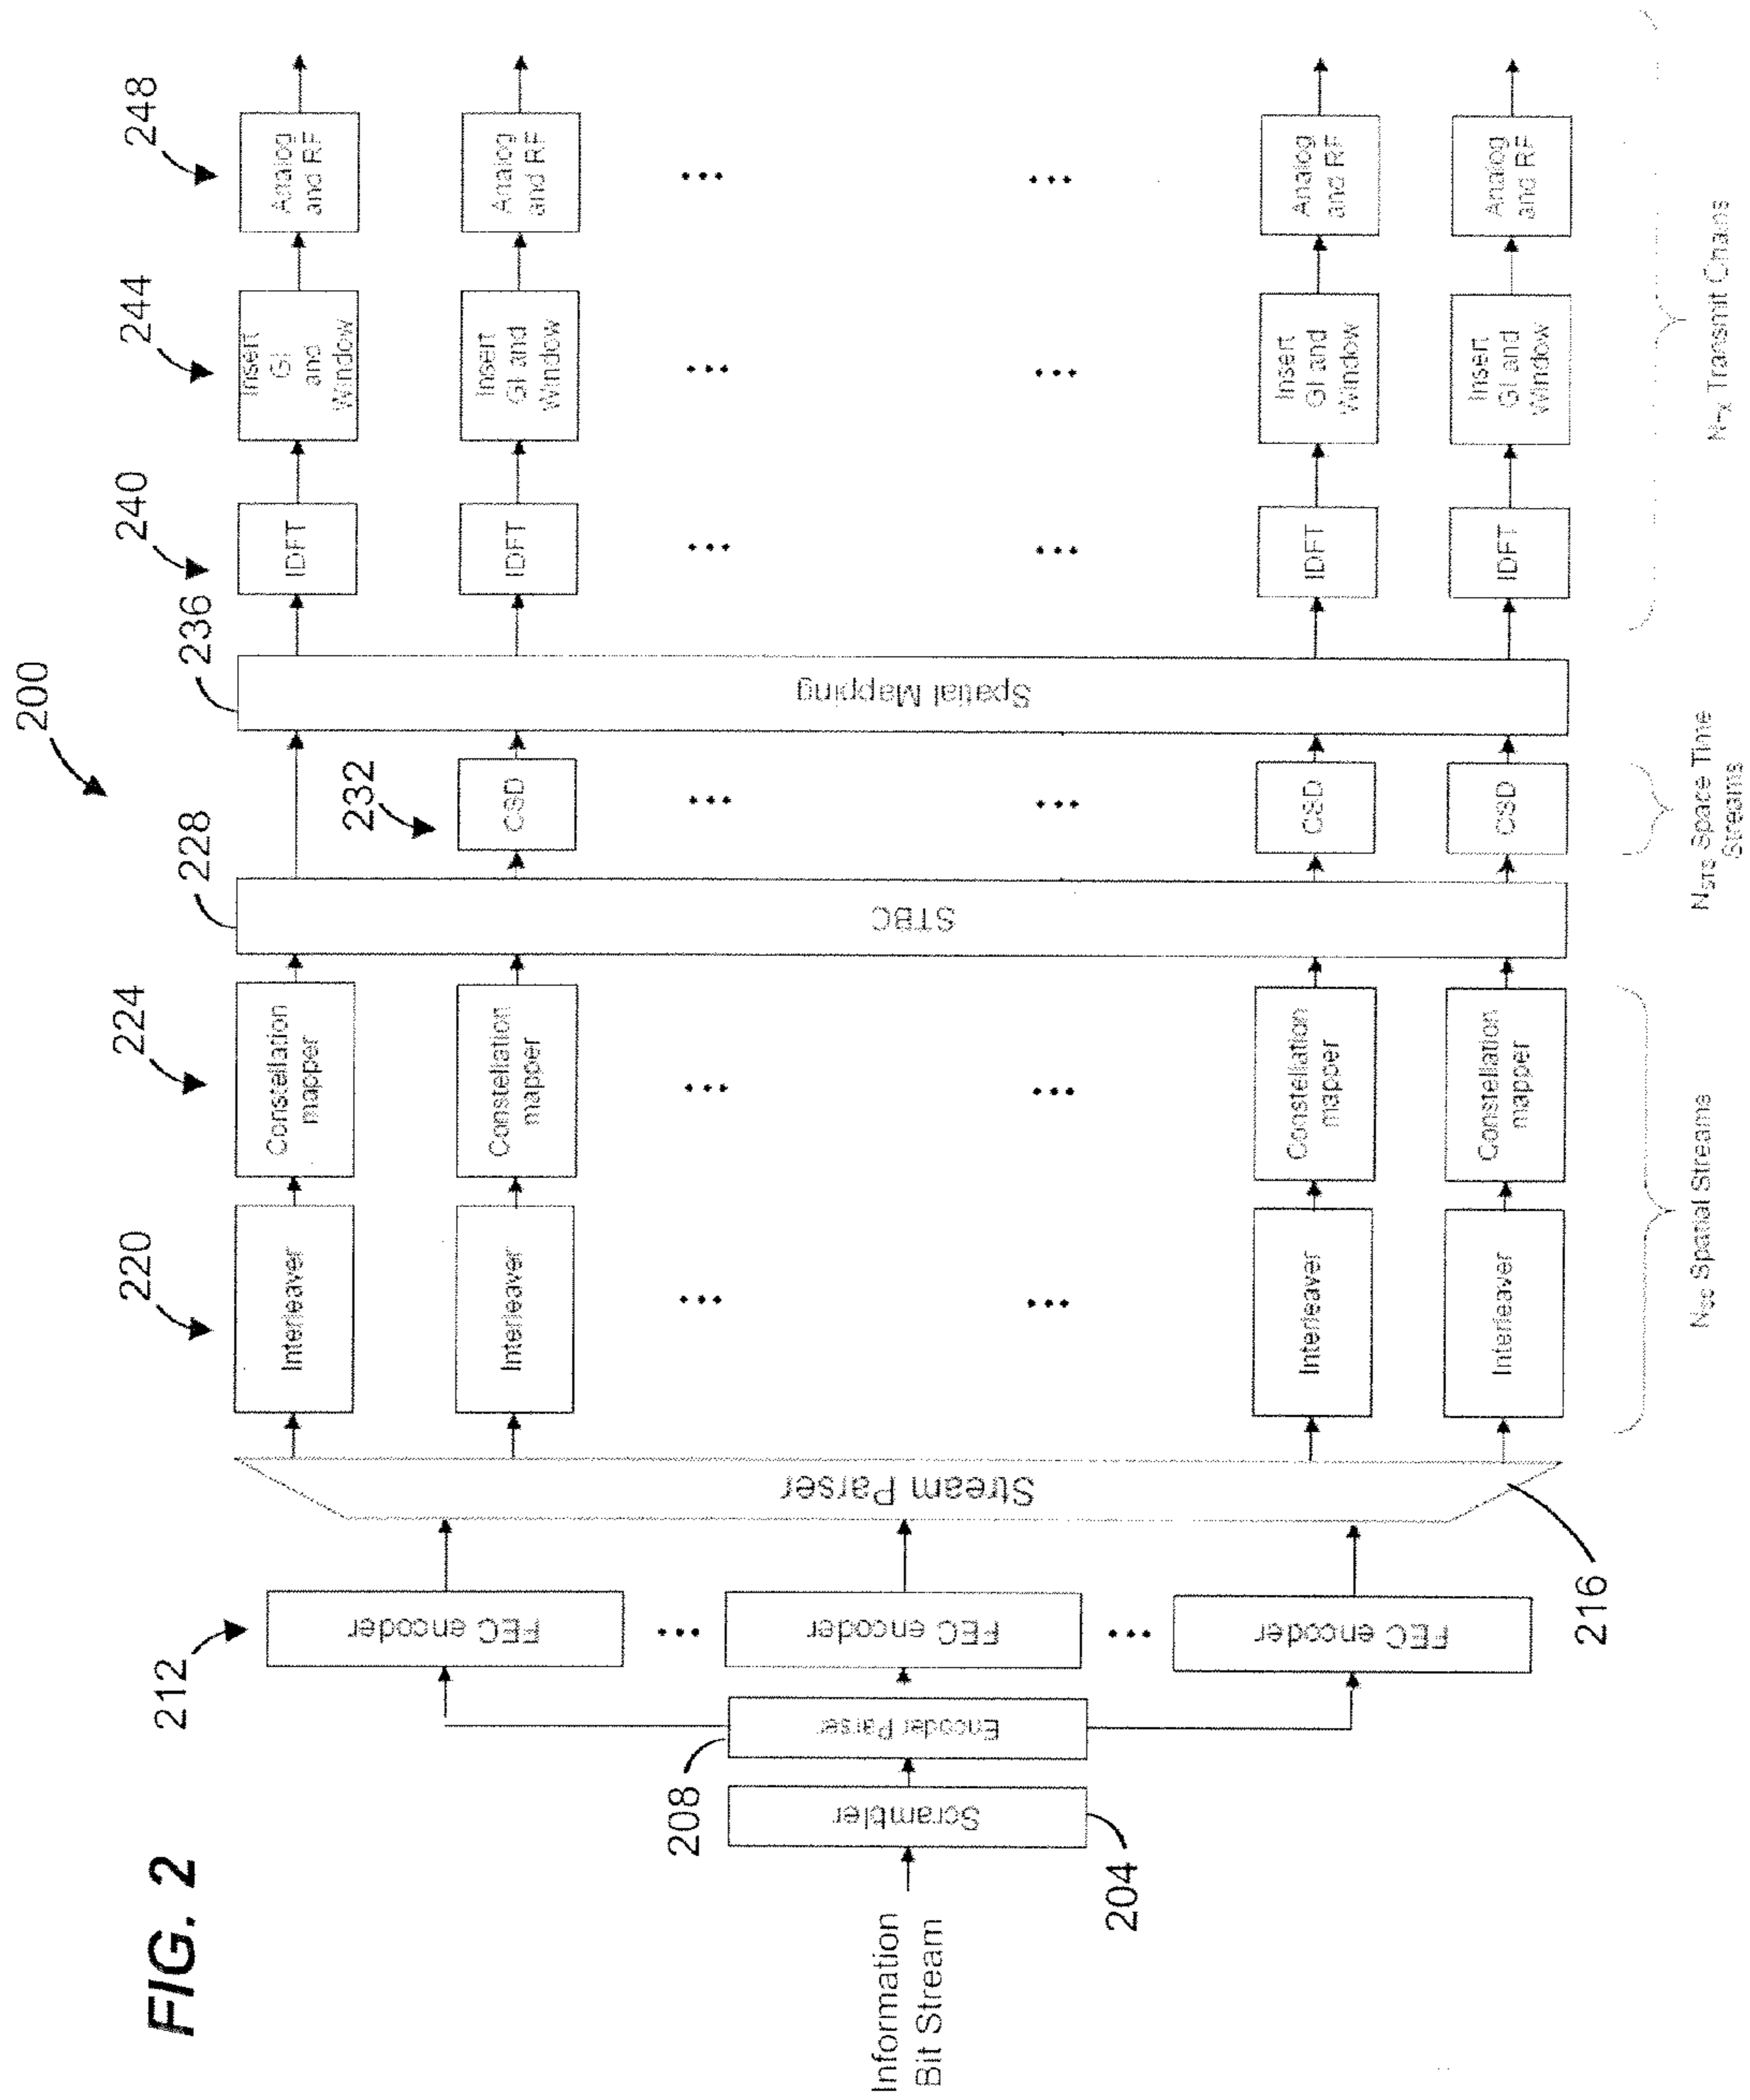 FIG. 2
200
Information
Bit Stream
Scrambler
204
Encoder Parser
208
212
FEC encoder
FEC encoder
FEC encoder
Stream Parser
216
220
Interleaver
Interleaver
Interleaver
Interleaver
224
Constellation
mapper
Constellation
mapper
Constellation
mapper
Constellation
mapper
NSS Spatial Streams
228
STBC
232
CSD
CSD
CSD
NSTS Space Time
Streams
236
Spatial Mapping
240
IDFT
IDFT
IDFT
IDFT
244
Insert
GI
and
Window
Insert
GI and
Window
Insert
GI and
Window
Insert
GI and
Window
248
Analog
and RF
Analog
and RF
Analog
and RF
Analog
and RF
NTX Transmit Chains